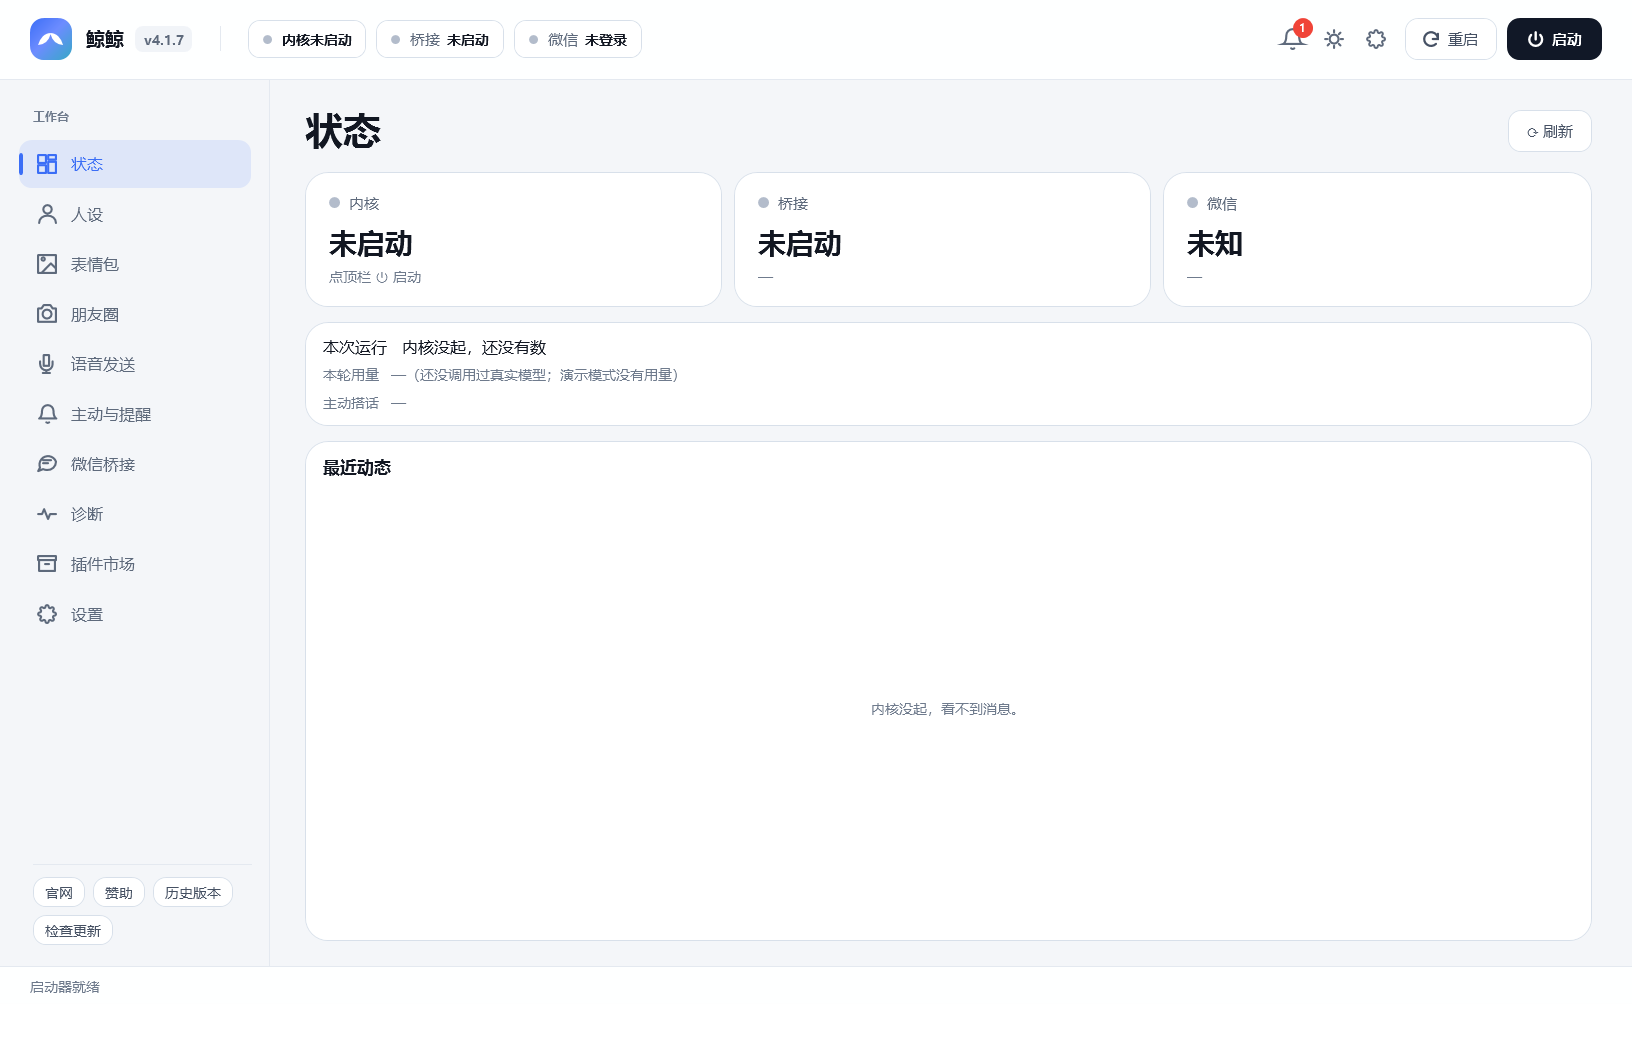 鲸鲸 v4.1.7 内核未启动 桥接 未启动 微信 未登录 1 重启 启动
工作台
状态
人设
表情包
朋友圈
语音发送
主动与提醒
微信桥接
诊断
插件市场
设置
官网 赞助 历史版本
检查更新
状态 刷新
内核
未启动
点顶栏 ⏻ 启动
桥接
未启动
—
微信
未知
—
本次运行 内核没起，还没有数
本轮用量 —（还没调用过真实模型；演示模式没有用量）
主动搭话 —
最近动态
内核没起，看不到消息。
启动器就绪